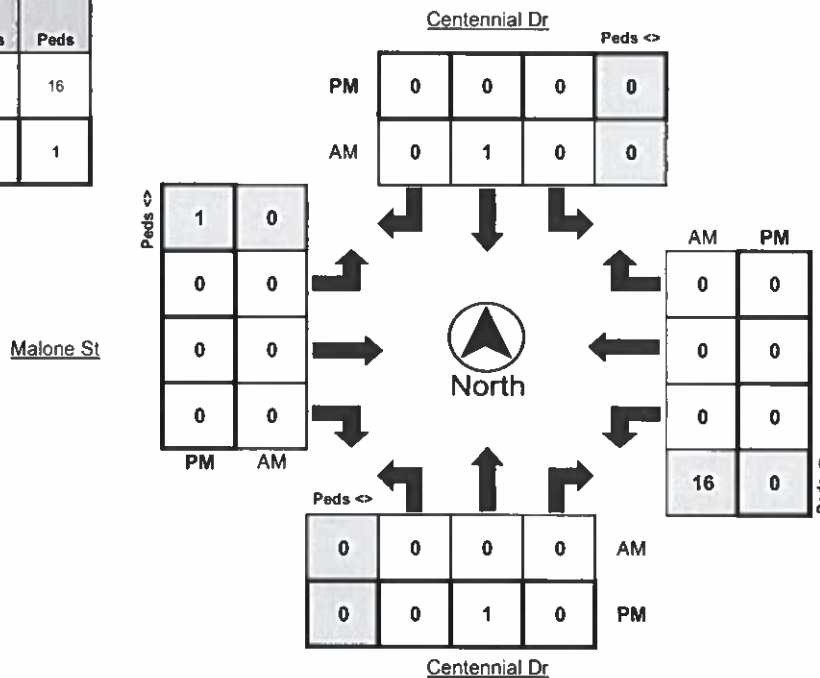 Centennial Dr
Peds <>
s Peds
16
1
PM 0 0 0 0
AM 0 1 0 0
Peds <>
1 0
0 0
0 0
0 0
PM AM
Malone St
AM PM
0 0
0 0
0 0
16 0
North
Peds <>
0 0 0 0 AM
0 0 1 0 PM
Centennial Dr